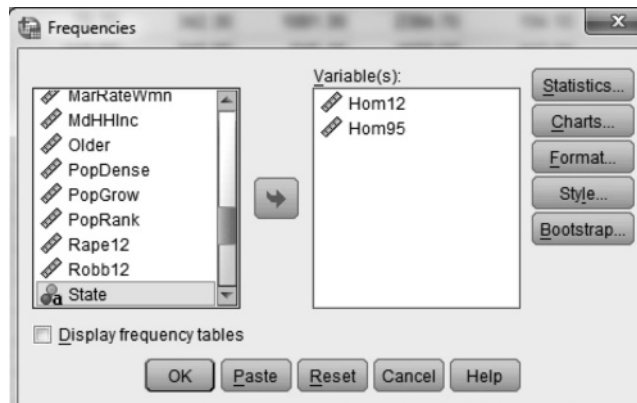 Frequencies
MarRateWmn
MdHHInc
Older
PopDense
PopGrow
PopRank
Rape12
Robb12
State
Display frequency tables
Variable(s):
Hom12
Hom95
Statistics...
Charts...
Format...
Style...
Bootstrap...
OK
Paste
Reset
Cancel
Help